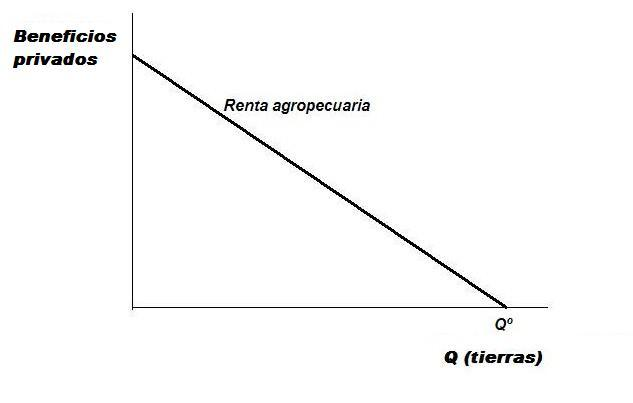 Beneficios
privados
Renta agropecuaria
Qº
Q (tierras)